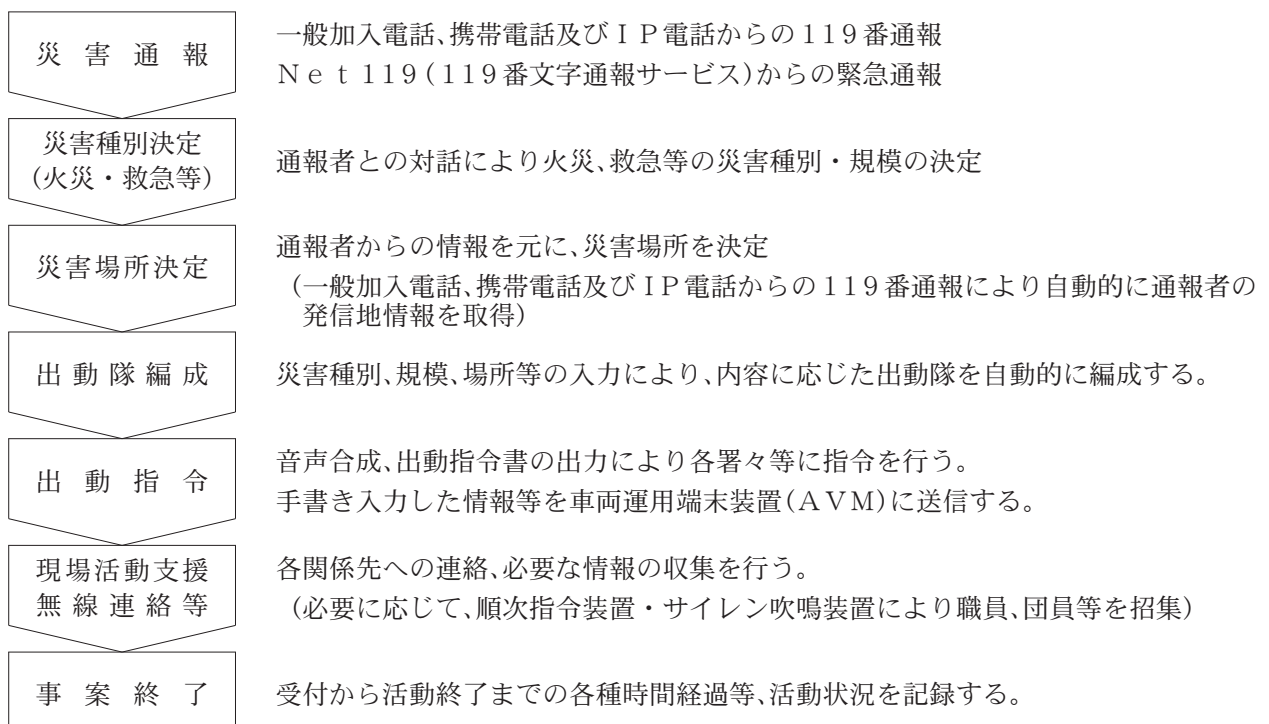 災害通報
一般加入電話、携帯電話及びＩＰ電話からの１１９番通報
Ｎｅｔ１１９（１１９番文字通報サービス）からの緊急通報
災害種別決定
（火災・救急等）
通報者との対話により火災、救急等の災害種別・規模の決定
災害場所決定
通報者からの情報を元に、災害場所を決定
（一般加入電話、携帯電話及びＩＰ電話からの１１９番通報により自動的に通報者の
発信地情報を取得）
出動隊編成
災害種別、規模、場所等の入力により、内容に応じた出動隊を自動的に編成する。
出動指令
音声合成、出動指令書の出力により各署々等に指令を行う。
手書き入力した情報等を車両運用端末装置（ＡＶＭ）に送信する。
現場活動支援
無線連絡等
各関係先への連絡、必要な情報の収集を行う。
（必要に応じて、順次指令装置・サイレン吹鳴装置により職員、団員等を招集）
事案終了
受付から活動終了までの各種時間経過等、活動状況を記録する。